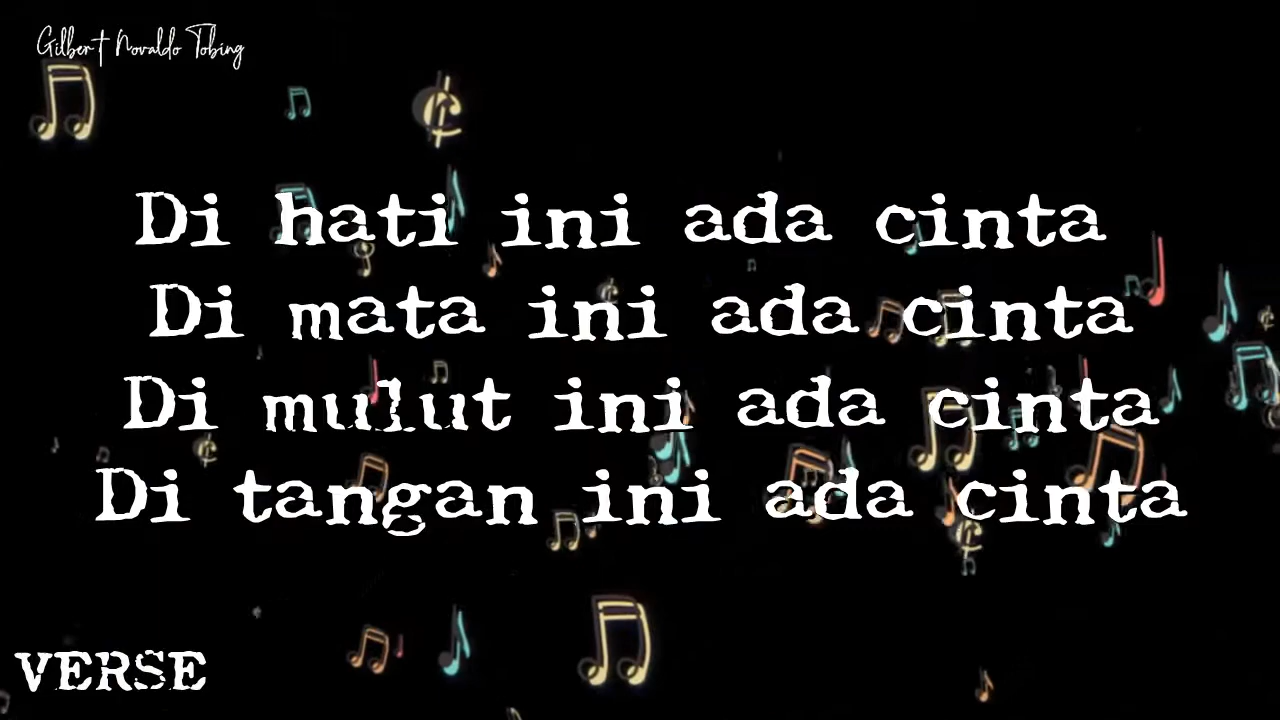 Gilbert Novaldo Tobing
Di hati ini ada cinta
Di mata ini ada cinta
Di mulut ini ada cinta
Di tangan ini ada cinta
VERSE